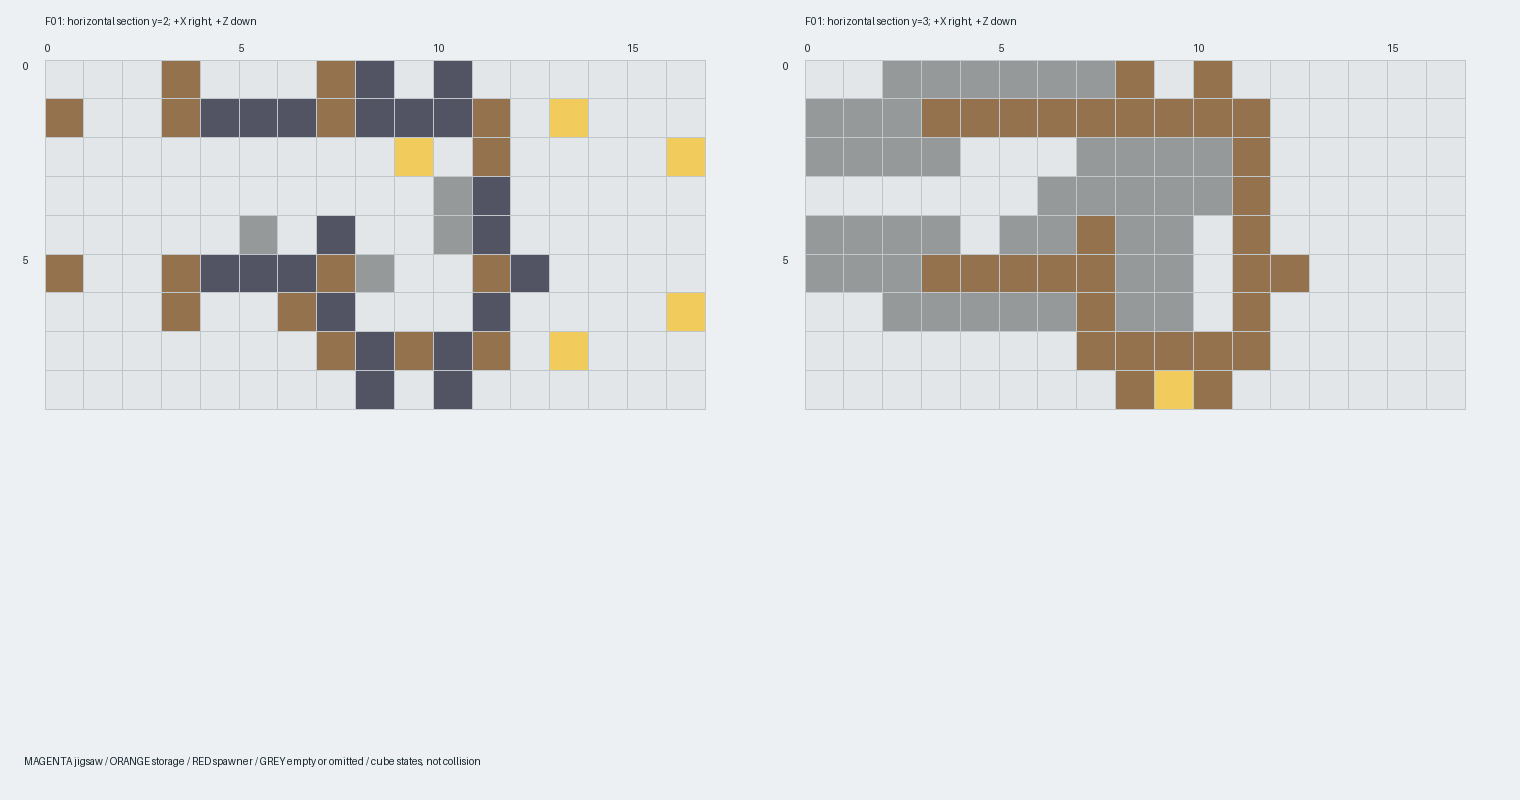 F01: horizontal section y=2; +X right, +Z down
F01: horizontal section y=3; +X right, +Z down
0 5 10 15
0 5 10 15
0
0
5
5
MAGENTA jigsaw / ORANGE storage / RED spawner / GREY empty or omitted / cube states, not collision